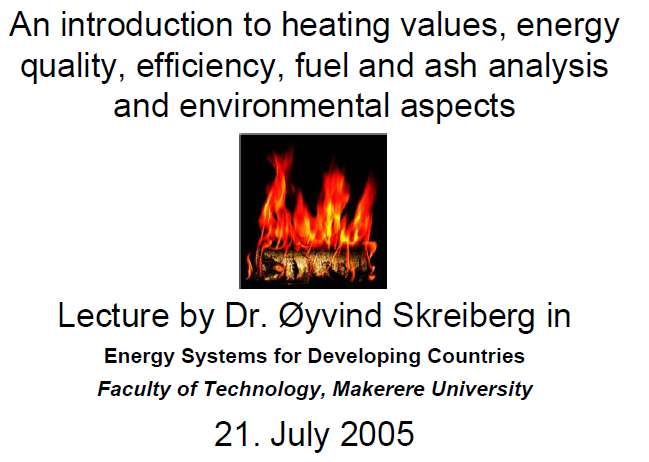 An introduction to heating values, energy
quality, efficiency, fuel and ash analysis
and environmental aspects
Lecture by Dr. Øyvind Skreiberg in
Energy Systems for Developing Countries
Faculty of Technology, Makerere University
21. July 2005